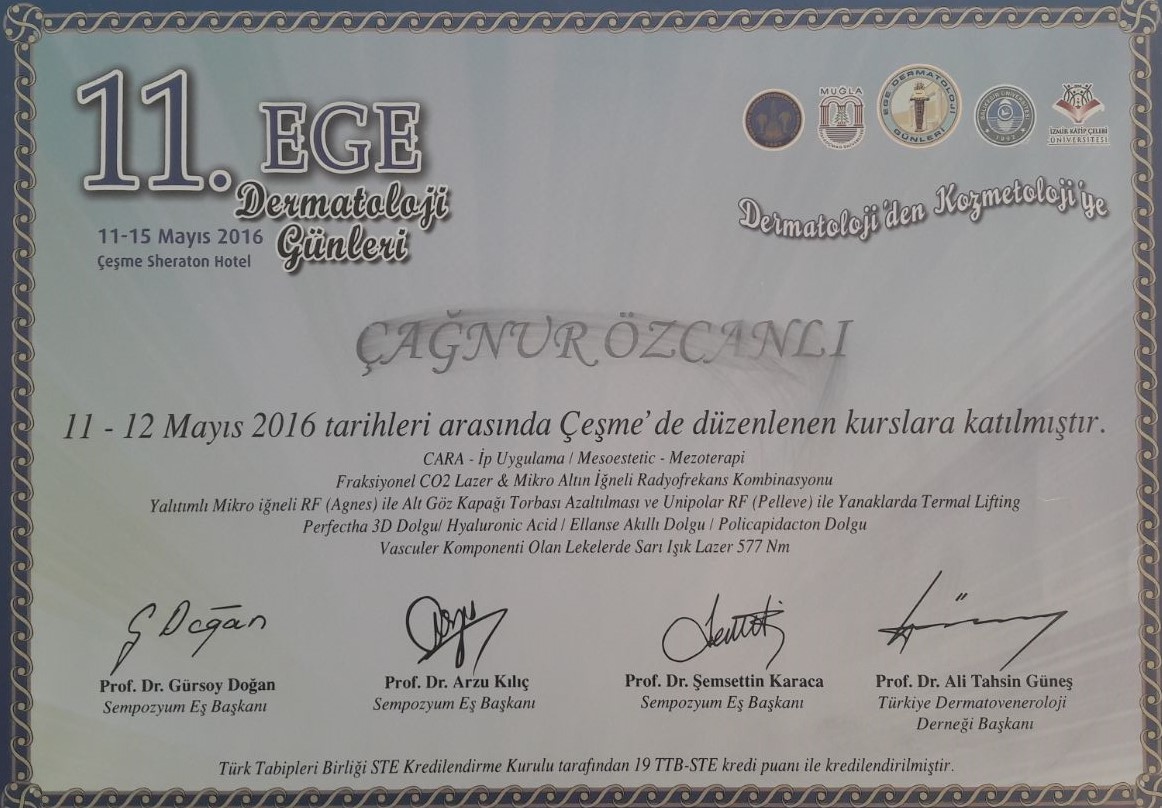 11. EGE
Dermatoloji
Günleri
11-15 Mayıs 2016
Çeşme Sheraton Hotel
MUĞLA
EGE DERMATOLOJİ
GÜNLERİ
İZMİR KATİP ÇELEBİ
ÜNİVERSİTESİ
Dermatoloji'den Kozmetoloji'ye
ÇAĞNUR ÖZCANLI
11 - 12 Mayıs 2016 tarihleri arasında Çeşme'de düzenlenen kurslara katılmıştır.
CARA - İp Uygulama / Mesoestetic - Mezoterapi
Fraksiyonel CO2 Lazer & Mikro Altın İğneli Radyofrekans Kombinasyonu
Yalıtımlı Mikro iğneli RF (Agnes) ile Alt Göz Kapağı Torbası Azaltılması ve Unipolar RF (Pelleve) ile Yanaklarda Termal Lifting
Perfectha 3D Dolgu/ Hyaluronic Acid / Ellanse Akıllı Dolgu / Policapidacton Dolgu
Vasculer Komponenti Olan Lekelerde Sarı Işık Lazer 577 Nm
G Doğan
Prof. Dr. Gürsoy Doğan
Sempozyum Eş Başkanı
Prof. Dr. Arzu Kılıç
Sempozyum Eş Başkanı
Prof. Dr. Şemsettin Karaca
Sempozyum Eş Başkanı
Prof. Dr. Ali Tahsin Güneş
Türkiye Dermatoveneroloji
Derneği Başkanı
Türk Tabipleri Birliği STE Kredilendirme Kurulu tarafından 19 TTB-STE kredi puanı ile kredilendirilmiştir.